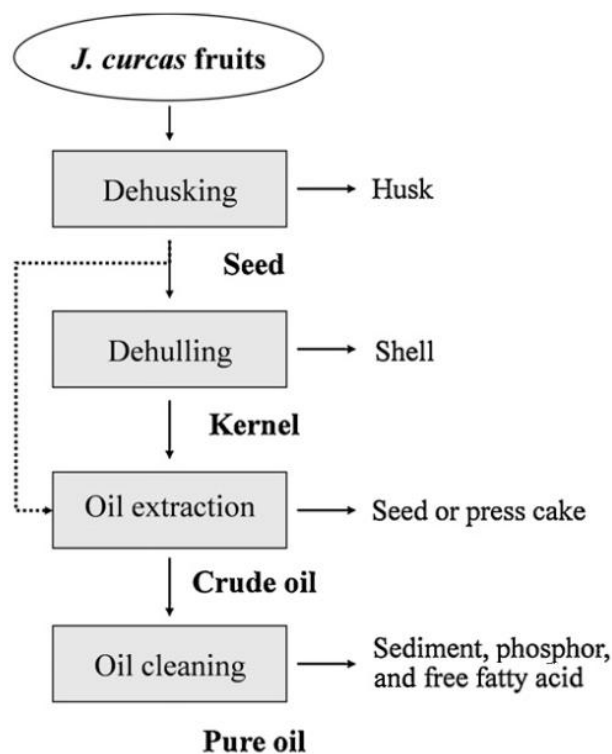 J. curcas fruits
Dehusking
Husk
Seed
Dehulling
Shell
Kernel
Oil extraction
Seed or press cake
Crude oil
Oil cleaning
Sediment, phosphor,
and free fatty acid
Pure oil